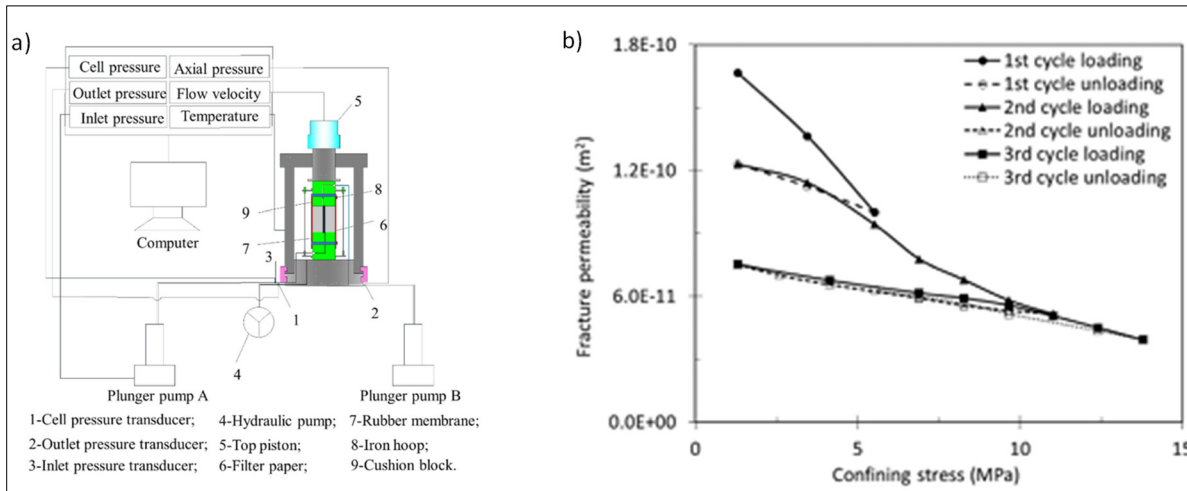 a)
Cell pressure Axial pressure
Outlet pressure Flow velocity
Inlet pressure Temperature
5
8
9
6
7
3
Computer
1
2
4
Plunger pump A Plunger pump B
1-Cell pressure transducer; 4-Hydraulic pump; 7-Rubber membrane;
2-Outlet pressure transducer; 5-Top piston; 8-Iron hoop;
3-Inlet pressure transducer; 6-Filter paper; 9-Cushion block.
b)
1.8E-10
1.2E-10
6.0E-11
0.0E+00
Fracture permeability (m²)
1st cycle loading
1st cycle unloading
2nd cycle loading
2nd cycle unloading
3rd cycle loading
3rd cycle unloading
0 5 10 15
Confining stress (MPa)